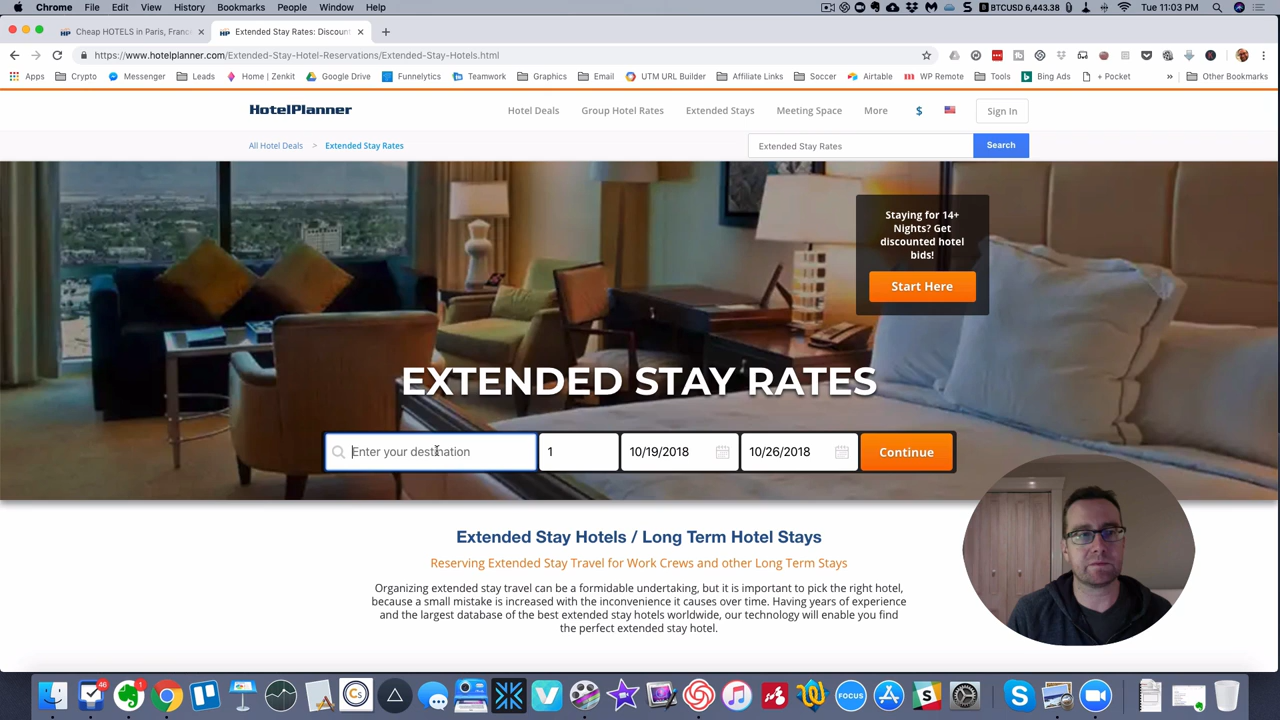 Chrome File Edit View History Bookmarks People Window Help
BTCUSD 6,443.38
Tue 11:03 PM
Cheap HOTELS in Paris, Franc
Extended Stay Rates: Discoun
https://www.hotelplanner.com/Extended-Stay-Hotel-Reservations/Extended-Stay-Hotels.html
Apps Crypto Messenger Leads Home | Zenkit Google Drive Funnelytics Teamwork Graphics Email UTM URL Builder Affiliate Links Soccer Airtable WP Remote Tools Bing Ads + Pocket » Other Bookmarks
HotelPlanner
Hotel Deals Group Hotel Rates Extended Stays Meeting Space More $ Sign In
All Hotel Deals > Extended Stay Rates
Extended Stay Rates Search
Staying for 14+
Nights? Get
discounted hotel
bids!
Start Here
EXTENDED STAY RATES
Enter your destination 1 10/19/2018 10/26/2018 Continue
Extended Stay Hotels / Long Term Hotel Stays
Reserving Extended Stay Travel for Work Crews and other Long Term Stays
Organizing extended stay travel can be a formidable undertaking, but it is important to pick the right hotel,
because a small mistake is increased with the inconvenience it causes over time. Having years of experience
and the largest database of the best extended stay hotels worldwide, our technology will enable you find
the perfect extended stay hotel.
46
1
Cs
FOCUS